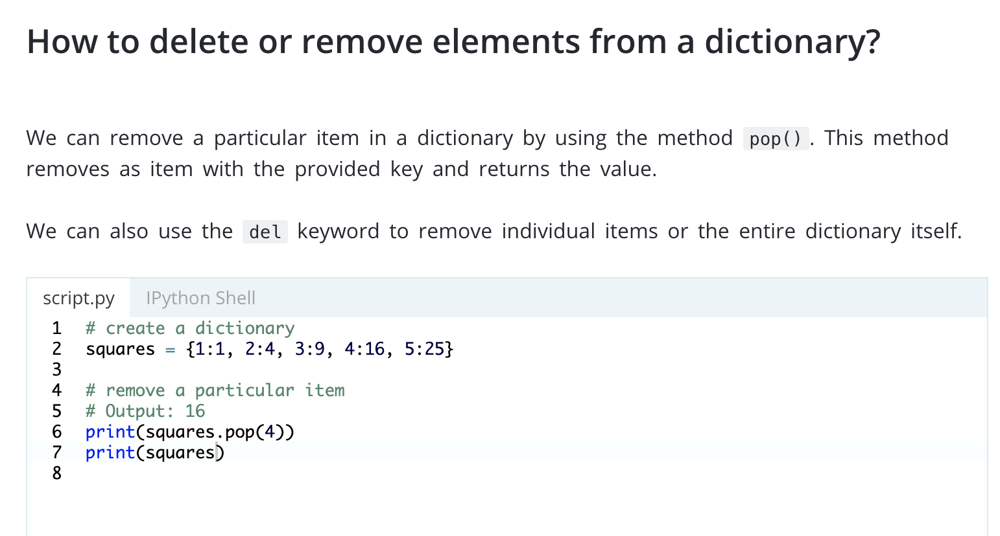 How to delete or remove elements from a dictionary?
We can remove a particular item in a dictionary by using the method pop(). This method
removes as item with the provided key and returns the value.
We can also use the del keyword to remove individual items or the entire dictionary itself.
script.py IPython Shell
1 # create a dictionary
2 squares = {1:1, 2:4, 3:9, 4:16, 5:25}
3
4 # remove a particular item
5 # Output: 16
6 print(squares.pop(4))
7 print(squares)
8